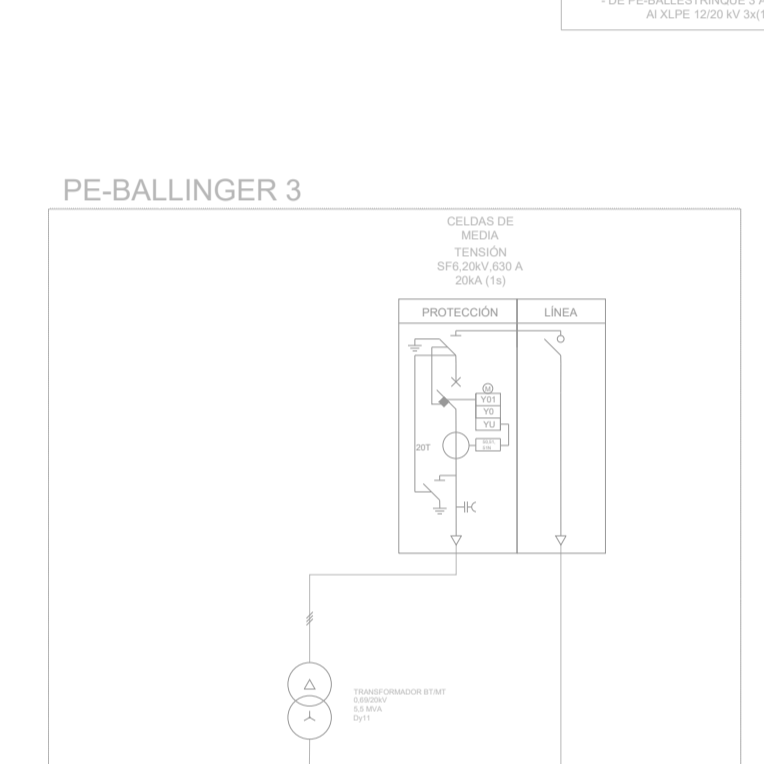 - DE PE-BALLESTRINQUE 3 A
Al XLPE 12/20 kV 3x(1
PE-BALLINGER 3
CELDAS DE
MEDIA
TENSIÓN
SF6,20kV,630 A
20kA (1s)
PROTECCIÓN
LÍNEA
M
Y01
Y0
YU
20T
TRANSFORMADOR BT/MT
0,69/20kV
5,5 MVA
Dy11